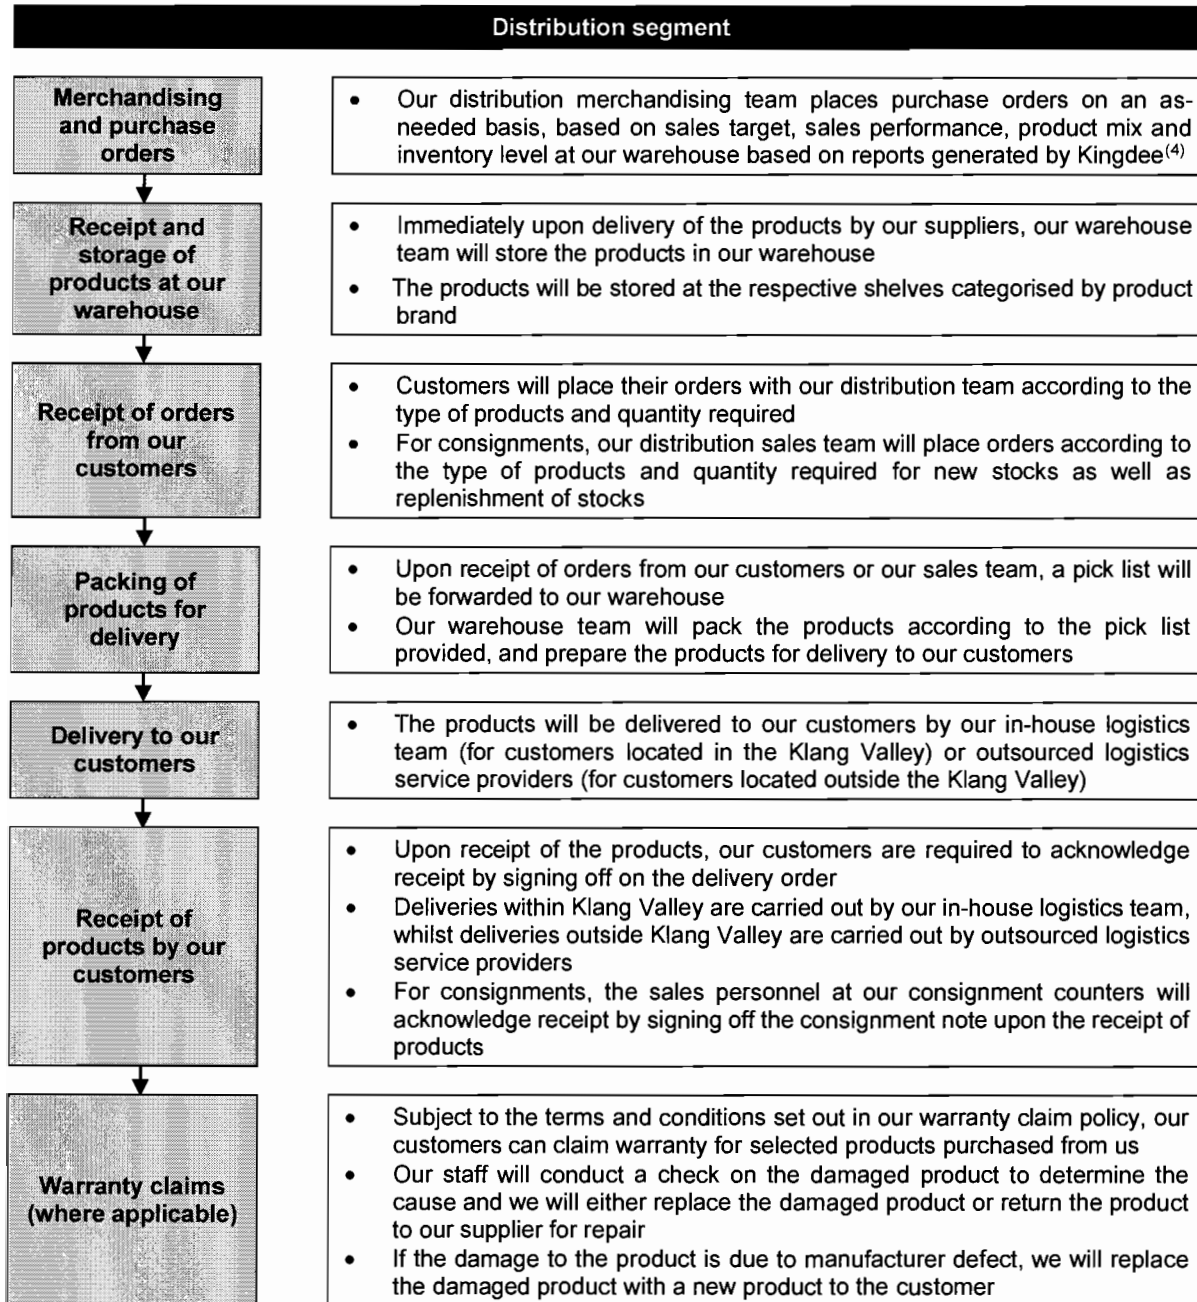 Distribution segment
Merchandising
and purchase
orders
• Our distribution merchandising team places purchase orders on an as-
needed basis, based on sales target, sales performance, product mix and
inventory level at our warehouse based on reports generated by Kingdee(4)
Receipt and
storage of
products at our
warehouse
• Immediately upon delivery of the products by our suppliers, our warehouse
team will store the products in our warehouse
• The products will be stored at the respective shelves categorised by product
brand
Receipt of orders
from our
customers
• Customers will place their orders with our distribution team according to the
type of products and quantity required
• For consignments, our distribution sales team will place orders according to
the type of products and quantity required for new stocks as well as
replenishment of stocks
Packing of
products for
delivery
• Upon receipt of orders from our customers or our sales team, a pick list will
be forwarded to our warehouse
• Our warehouse team will pack the products according to the pick list
provided, and prepare the products for delivery to our customers
Delivery to our
customers
• The products will be delivered to our customers by our in-house logistics
team (for customers located in the Klang Valley) or outsourced logistics
service providers (for customers located outside the Klang Valley)
Receipt of
products by our
customers
• Upon receipt of the products, our customers are required to acknowledge
receipt by signing off on the delivery order
• Deliveries within Klang Valley are carried out by our in-house logistics team,
whilst deliveries outside Klang Valley are carried out by outsourced logistics
service providers
• For consignments, the sales personnel at our consignment counters will
acknowledge receipt by signing off the consignment note upon the receipt of
products
Warranty claims
(where applicable)
• Subject to the terms and conditions set out in our warranty claim policy, our
customers can claim warranty for selected products purchased from us
• Our staff will conduct a check on the damaged product to determine the
cause and we will either replace the damaged product or return the product
to our supplier for repair
• If the damage to the product is due to manufacturer defect, we will replace
the damaged product with a new product to the customer